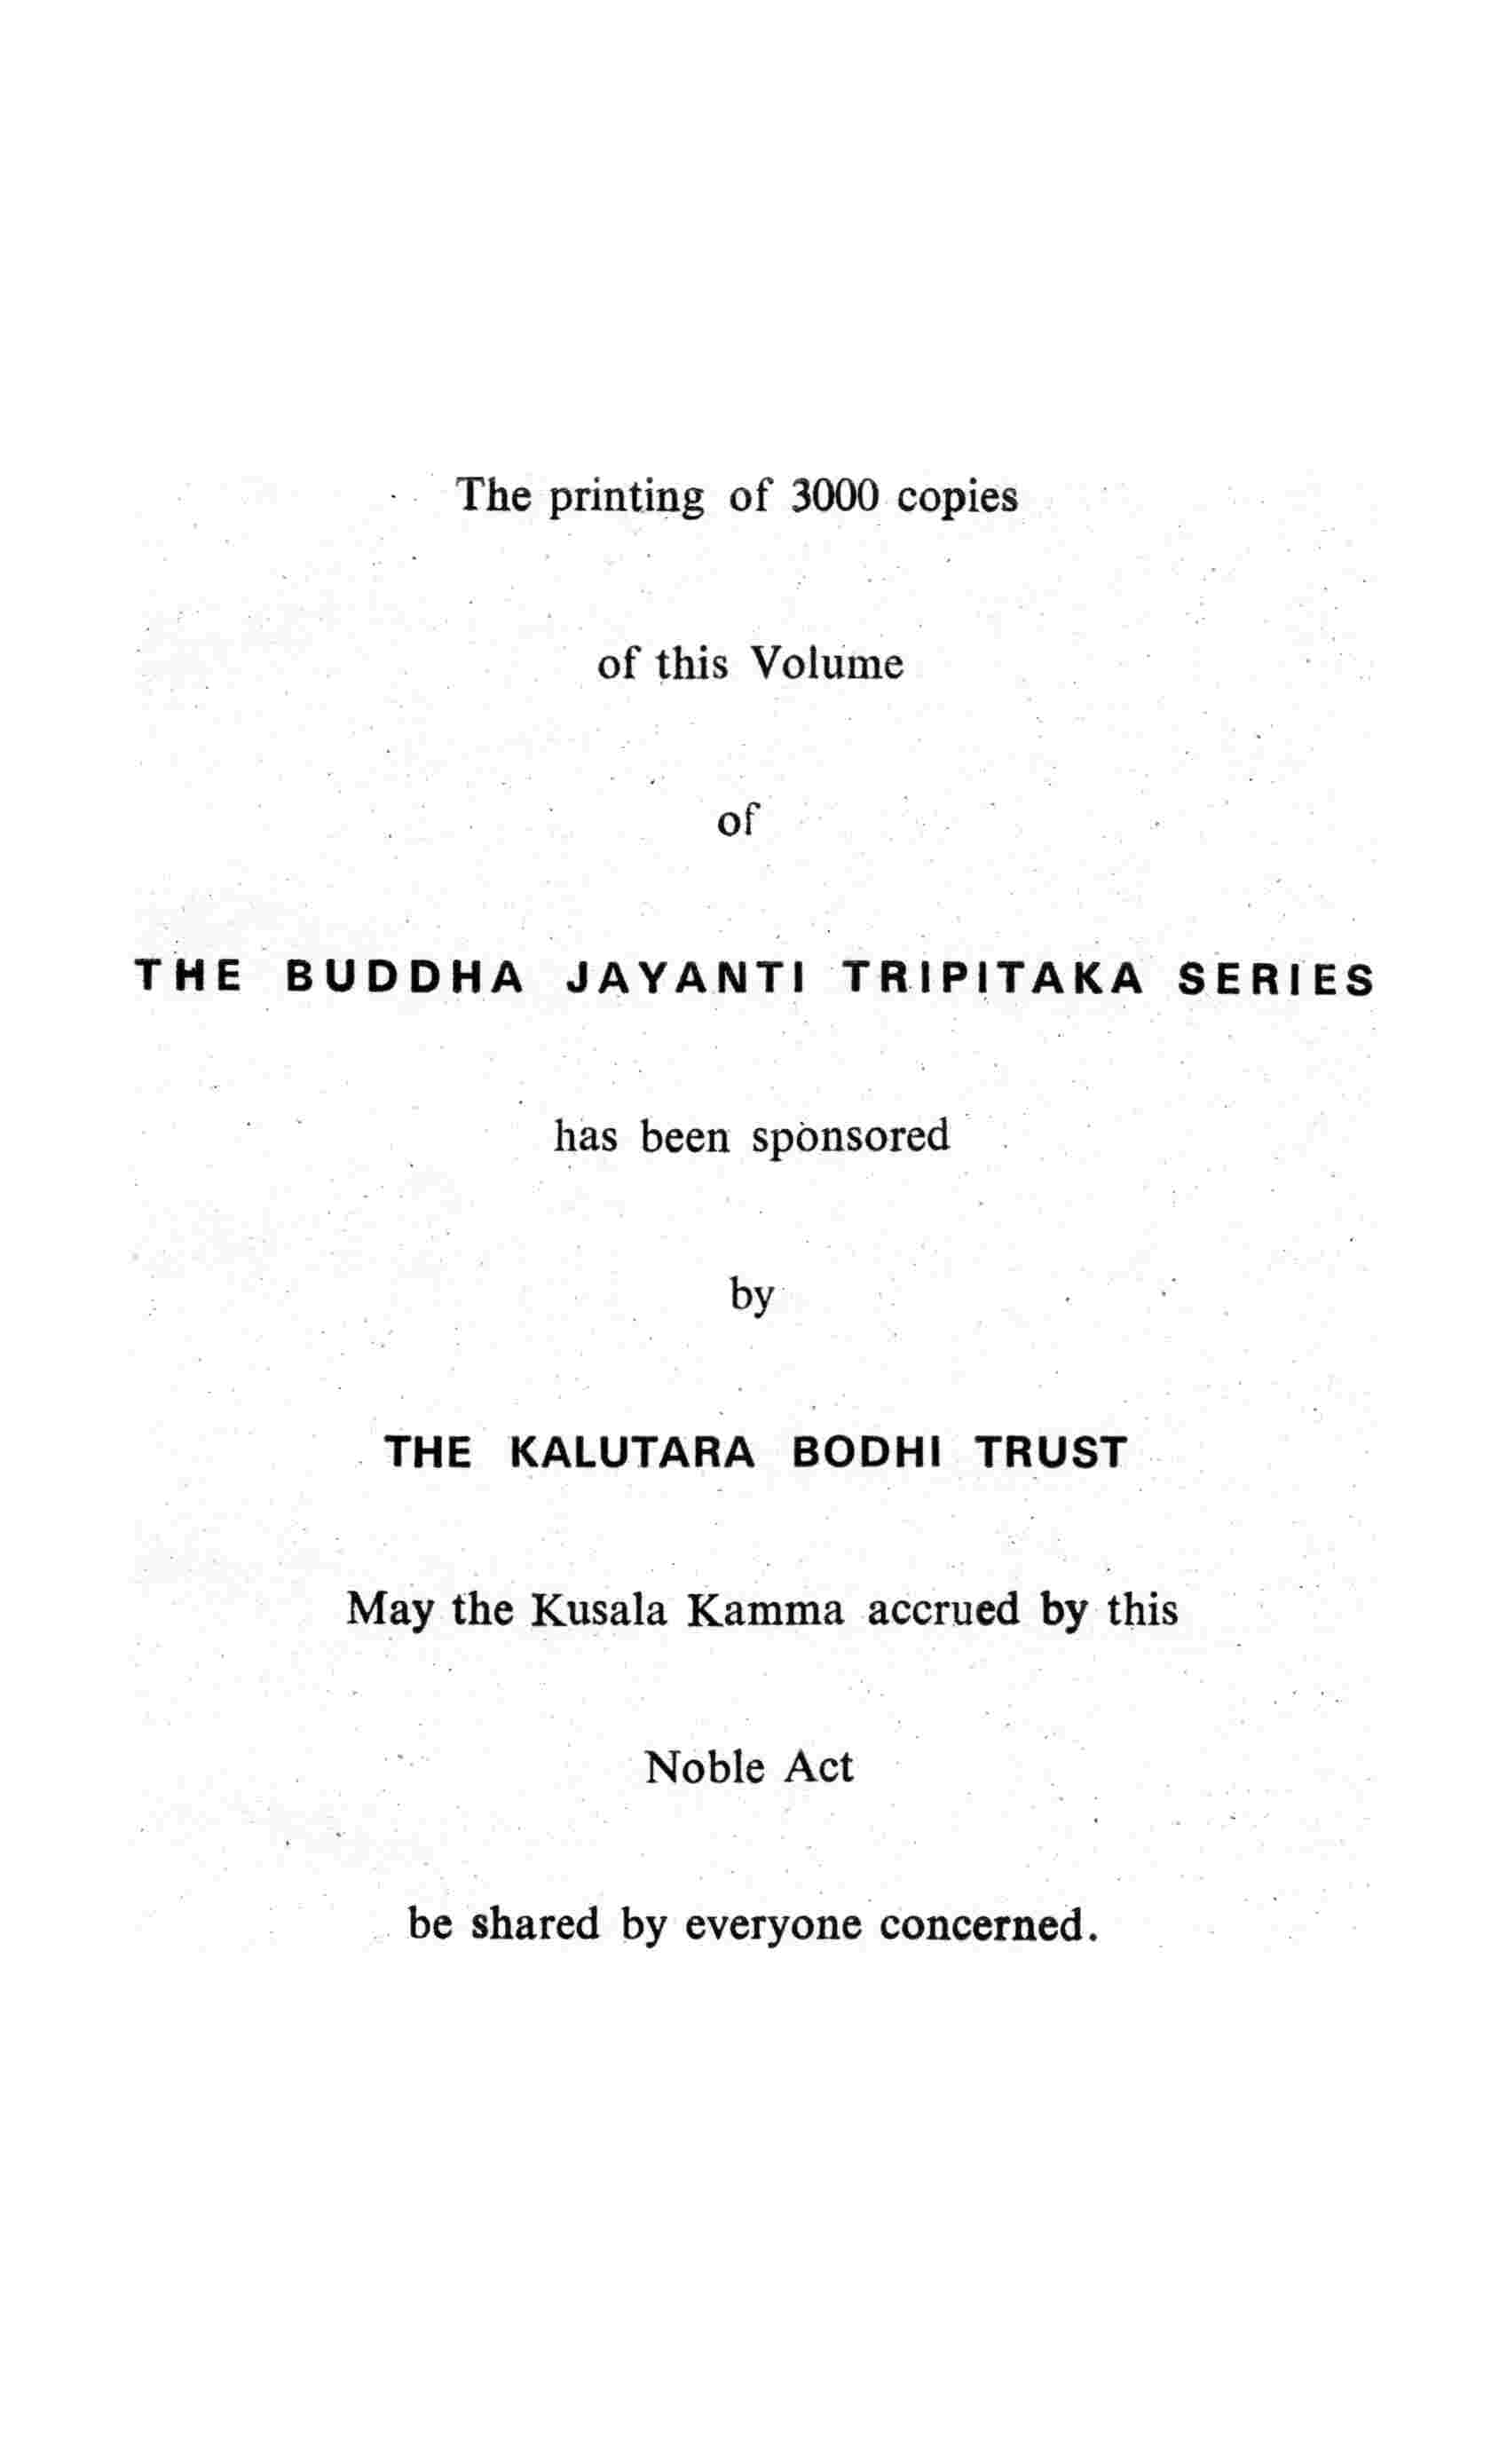 The printing of 3000 copies
of this Volume
of
THE BUDDHA JAYANTI TRIPITAKA SERIES
has been sponsored
by
THE KALUTARA BODHI TRUST
May the Kusala Kamma accrued by this
Noble Act
be shared by everyone concerned.